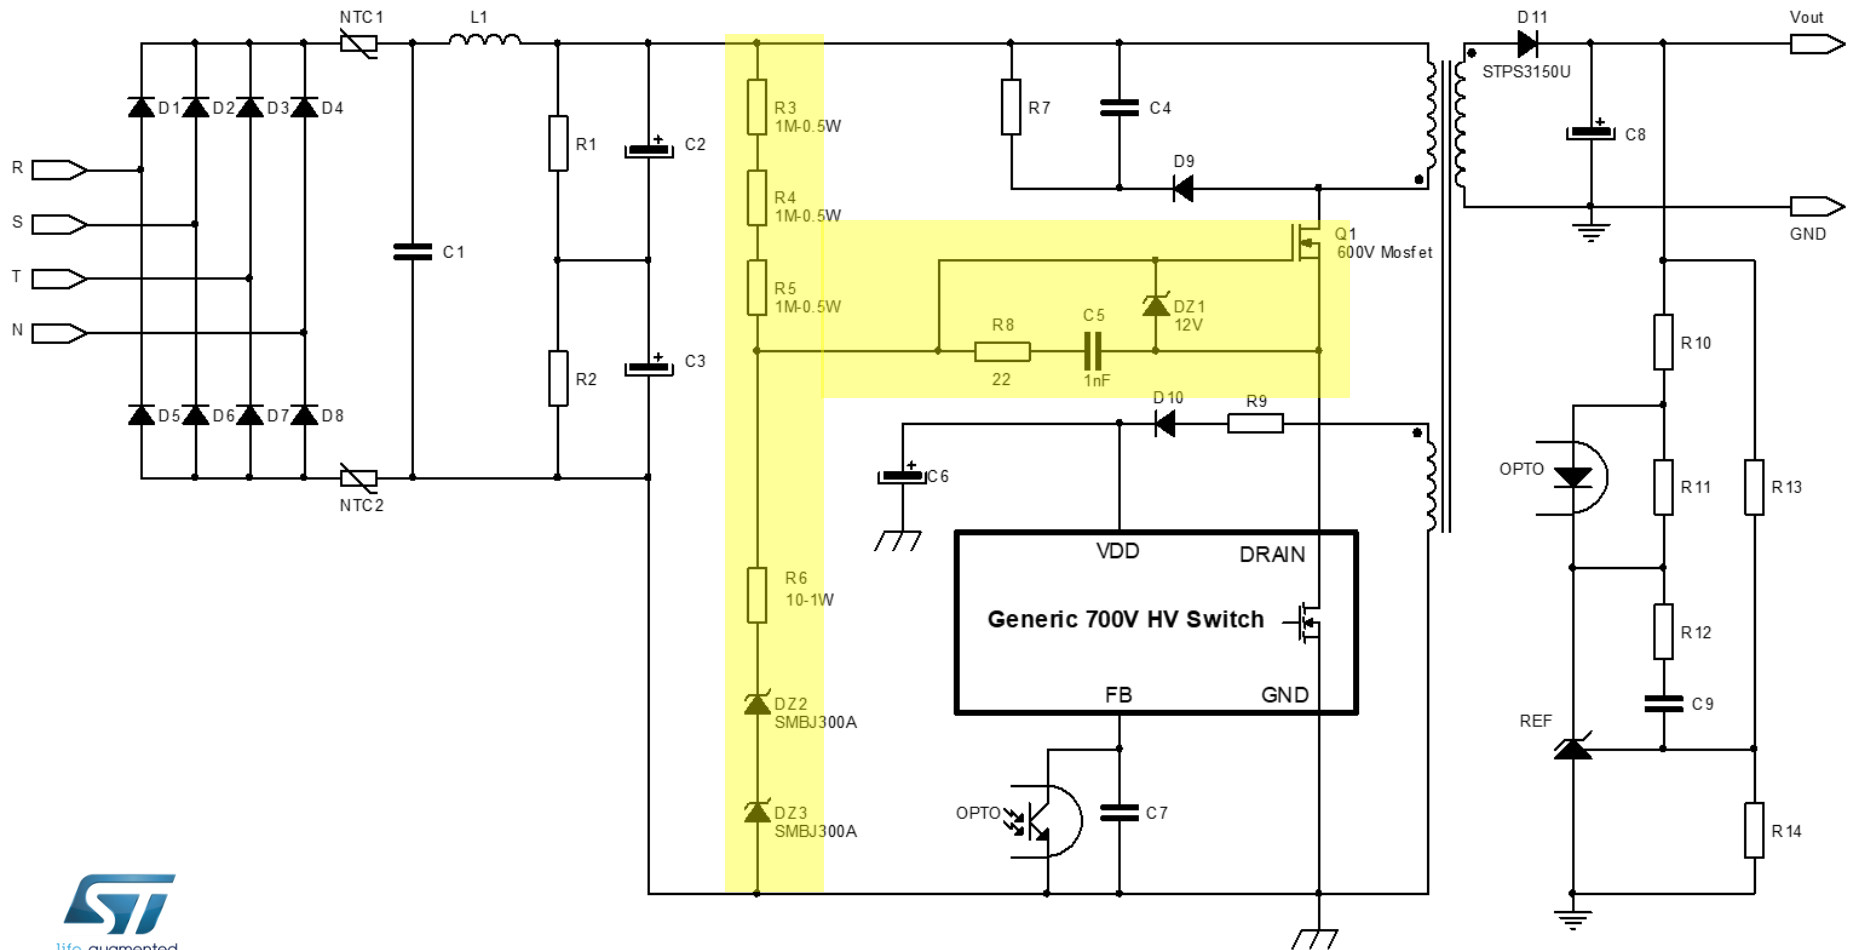 NTC1
L1
D11
Vout
STPS3150U
D1
D2
D3
D4
R3
1M-0.5W
R7
C4
C8
R
R1
C2
D9
R4
1M-0.5W
S
GND
Q1
600V Mosfet
C1
T
R5
1M-0.5W
DZ1
12V
C5
R8
N
R10
C3
R2
22
1nF
D10
R9
D5
D6
D7
D8
OPTO
C6
R11
R13
NTC2
VDD
DRAIN
R6
10-1W
Generic 700V HV Switch
R12
FB
GND
DZ2
SMBJ300A
C9
REF
DZ3
SMBJ300A
OPTO
C7
R14
ST
life.augmented